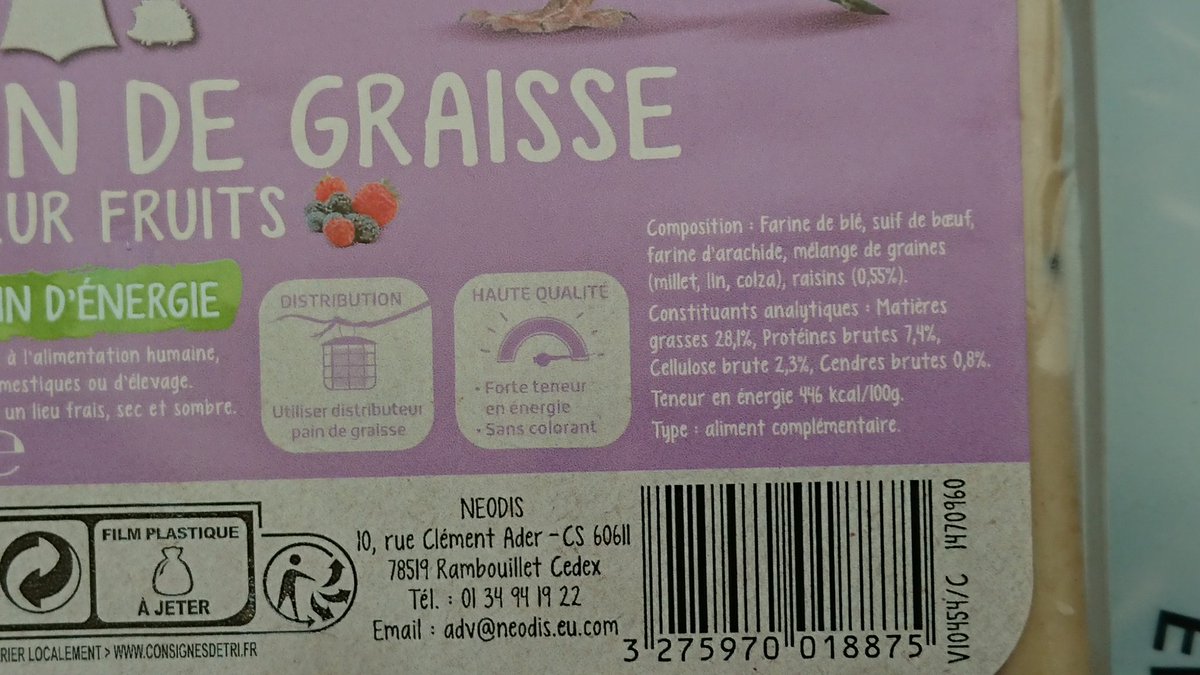 N DE GRAISSE
EUR FRUITS
IN D'ÉNERGIE
à l'alimentation humaine,
mestiques ou d'élevage.
un lieu frais, sec et sombre.
e
DISTRIBUTION
Utiliser distributeur
pain de graisse
HAUTE QUALITÉ
• Forte teneur
en énergie
• Sans colorant
Composition : Farine de blé, suif de bœuf,
farine d'arachide, mélange de graines
(millet, lin, colza), raisins (0,55%).
Constituants analytiques : Matières
grasses 28,1%, Protéines brutes 7,4%,
Cellulose brute 2,3%, Cendres brutes 0,8%.
Teneur en énergie 446 kcal/100g.
Type : aliment complémentaire.
FILM PLASTIQUE
À JETER
RIER LOCALEMENT > WWW.CONSIGNESDETRI.FR
NEODIS
10, rue Clément Ader - CS 60611
78519 Rambouillet Cedex
Tél. : 01 34 94 19 22
Email : adv@neodis.eu.com
3 275970 018875
V10454/C 1470960